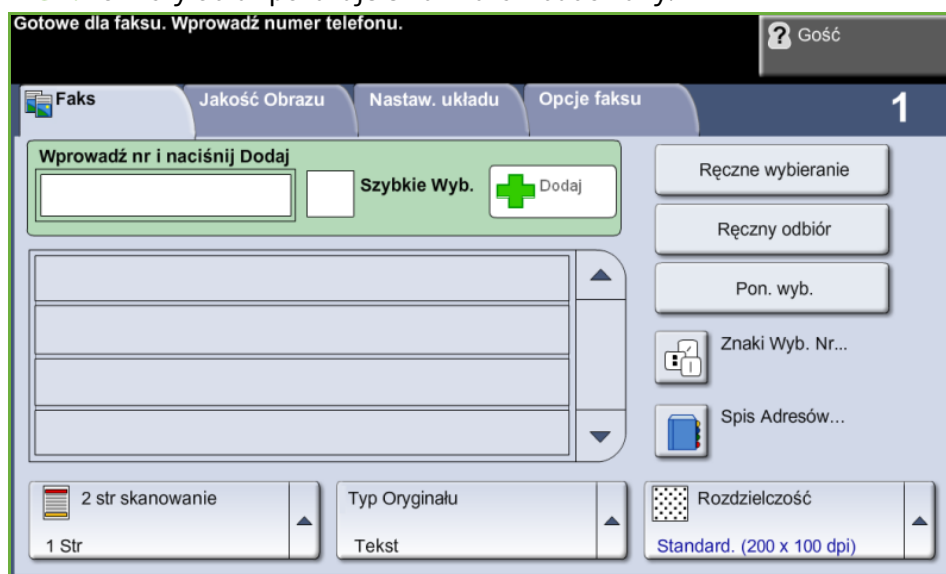 Gotowe dla faksu. Wprowadź numer telefonu.
Gość
Faks
Jakość Obrazu
Nastaw. układu
Opcje faksu
1
Wprowadź nr i naciśnij Dodaj
Szybkie Wyb.
Dodaj
Ręczne wybieranie
Ręczny odbiór
Pon. wyb.
Znaki Wyb. Nr...
Spis Adresów...
2 str skanowanie
1 Str
Typ Oryginału
Tekst
Rozdzielczość
Standard. (200 x 100 dpi)